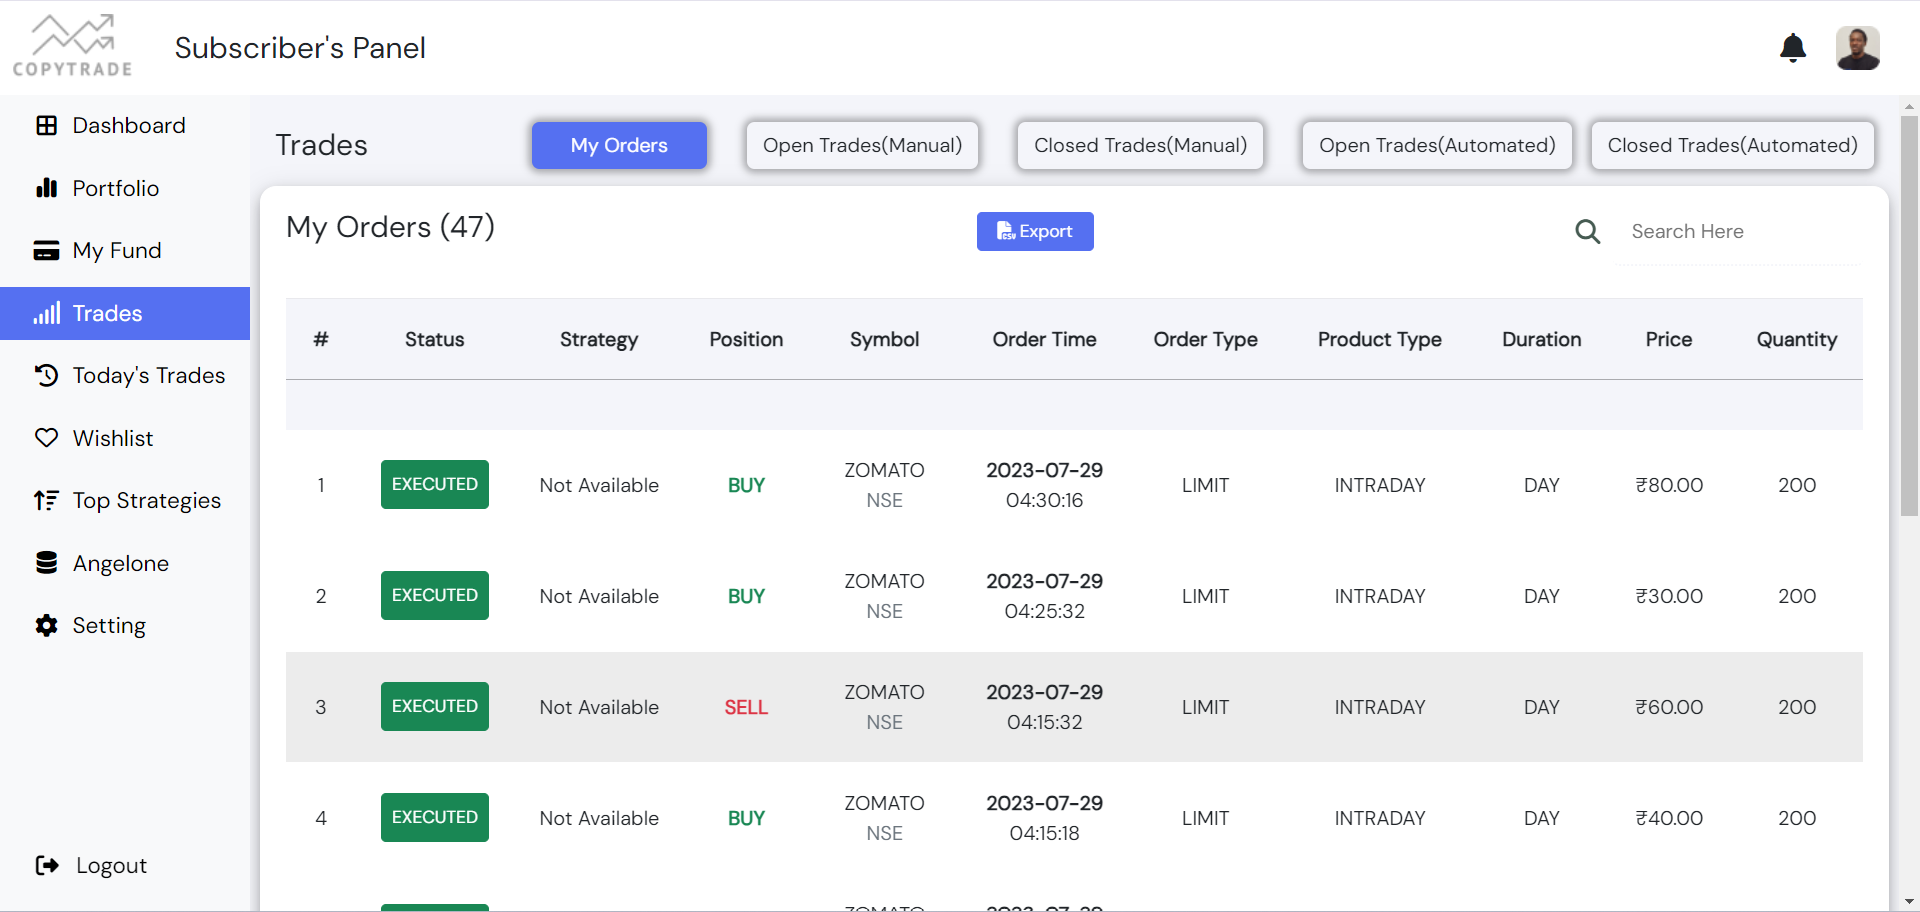 COPYTRADE
Subscriber's Panel
Dashboard
Portfolio
My Fund
Trades
Today's Trades
Wishlist
Top Strategies
Angelone
Setting
Logout
Trades
My Orders
Open Trades(Manual)
Closed Trades(Manual)
Open Trades(Automated)
Closed Trades(Automated)
My Orders (47)
CSV Export
Search Here
# Status Strategy Position Symbol Order Time Order Type Product Type Duration Price Quantity
1 EXECUTED Not Available BUY ZOMATO NSE 2023-07-29 04:30:16 LIMIT INTRADAY DAY ₹80.00 200
2 EXECUTED Not Available BUY ZOMATO NSE 2023-07-29 04:25:32 LIMIT INTRADAY DAY ₹30.00 200
3 EXECUTED Not Available SELL ZOMATO NSE 2023-07-29 04:15:32 LIMIT INTRADAY DAY ₹60.00 200
4 EXECUTED Not Available BUY ZOMATO NSE 2023-07-29 04:15:18 LIMIT INTRADAY DAY ₹40.00 200